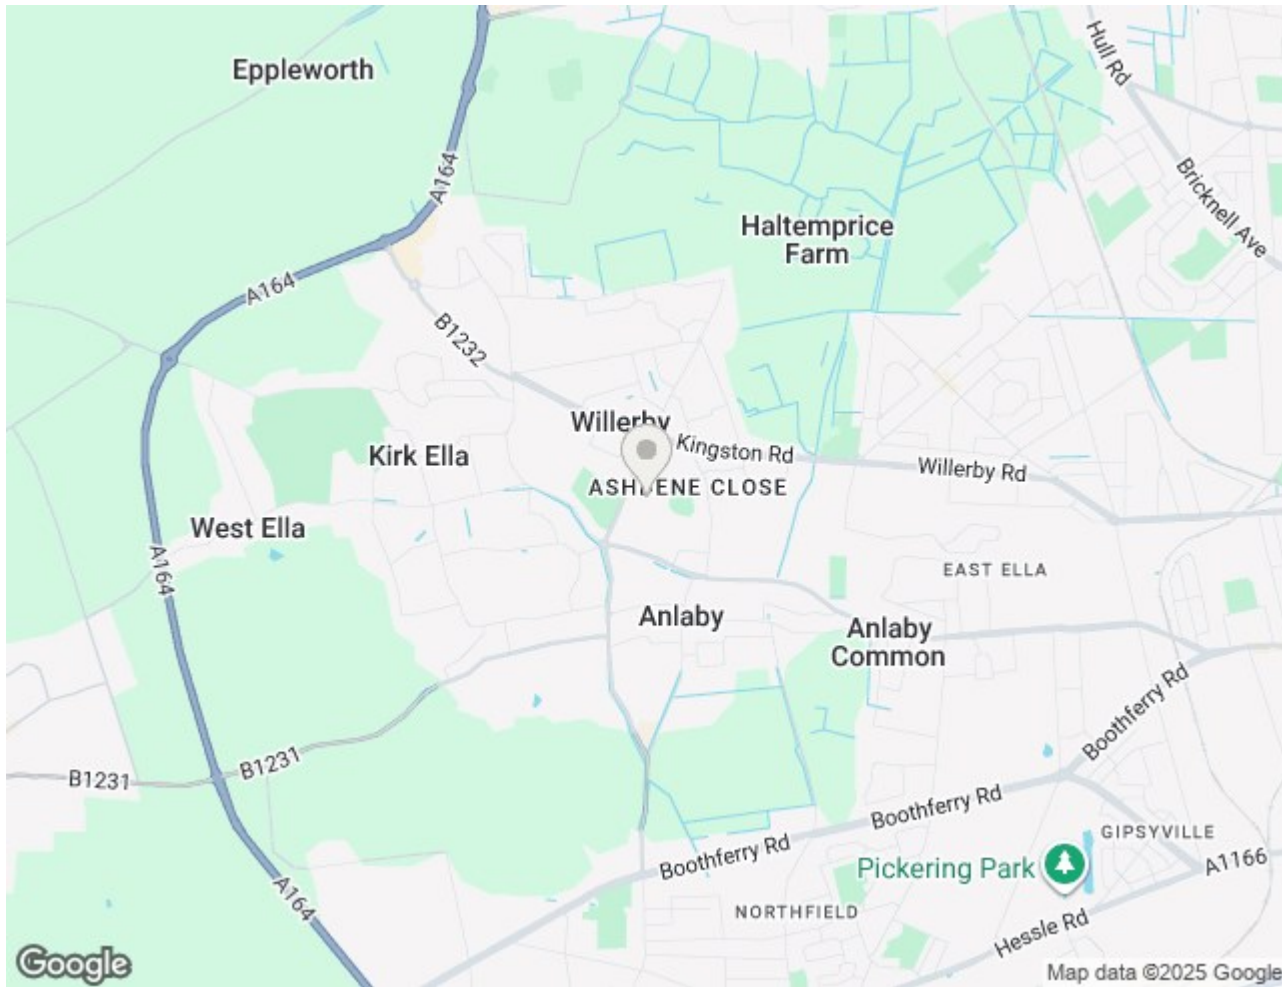 Eppleworth
Hull Rd
A164
Bricknell Ave
Haltemprice
Farm
A164
B1232
Willerby
Kingston Rd
Kirk Ella
Willerby Rd
ASHDENE CLOSE
West Ella
A164
EAST ELLA
Anlaby
Anlaby
Common
Boothferry Rd
B1231
B1231
Boothferry Rd
GIPSYVILLE
Boothferry Rd
Pickering Park
A1166
A164
NORTHFIELD
Hessle Rd
Google
Map data ©2025 Google